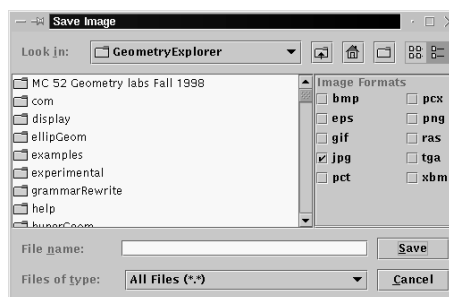 Save Image
Look in: GeometryExplorer
MC 52 Geometry labs Fall 1998
com
display
ellipGeom
examples
experimental
grammarRewrite
help
hyperGeom
Image Formats
bmp pcx
eps png
gif ras
jpg tga
pct xbm
File name: Save
Files of type: All Files (*.*) Cancel